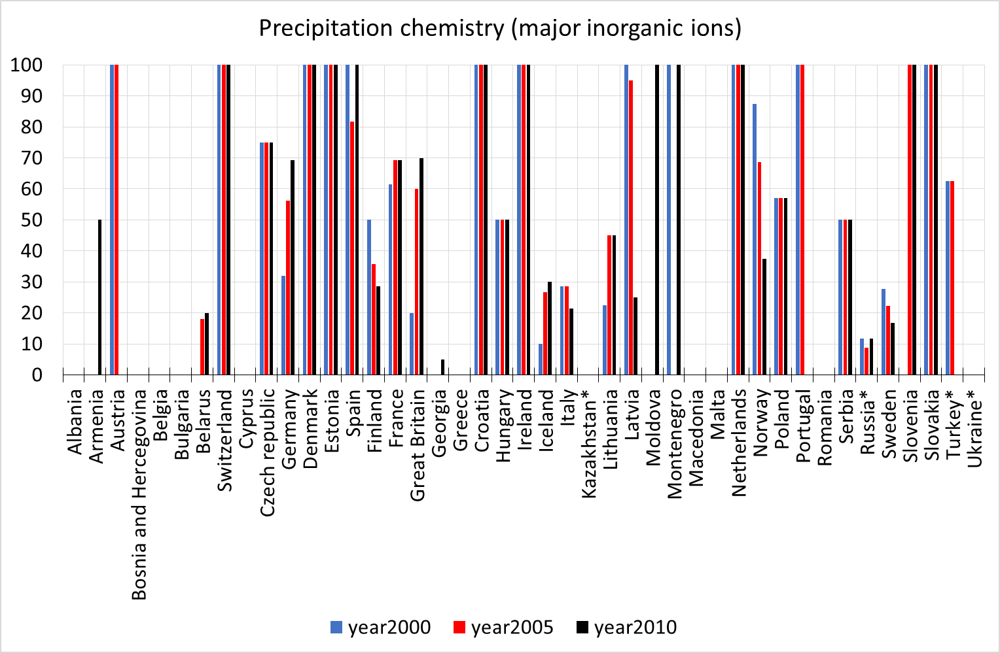 Precipitation chemistry (major inorganic ions)
100
90
80
70
60
50
40
30
20
10
0
Albania
Armenia
Austria
Bosnia and Hercegovina
Belgia
Bulgaria
Belarus
Switzerland
Cyprus
Czech republic
Germany
Denmark
Estonia
Spain
Finland
France
Great Britain
Georgia
Greece
Croatia
Hungary
Ireland
Iceland
Italy
Kazakhstan*
Lithuania
Latvia
Moldova
Montenegro
Macedonia
Malta
Netherlands
Norway
Poland
Portugal
Romania
Serbia
Russia*
Sweden
Slovenia
Slovakia
Turkey*
Ukraine*
year2000 year2005 year2010